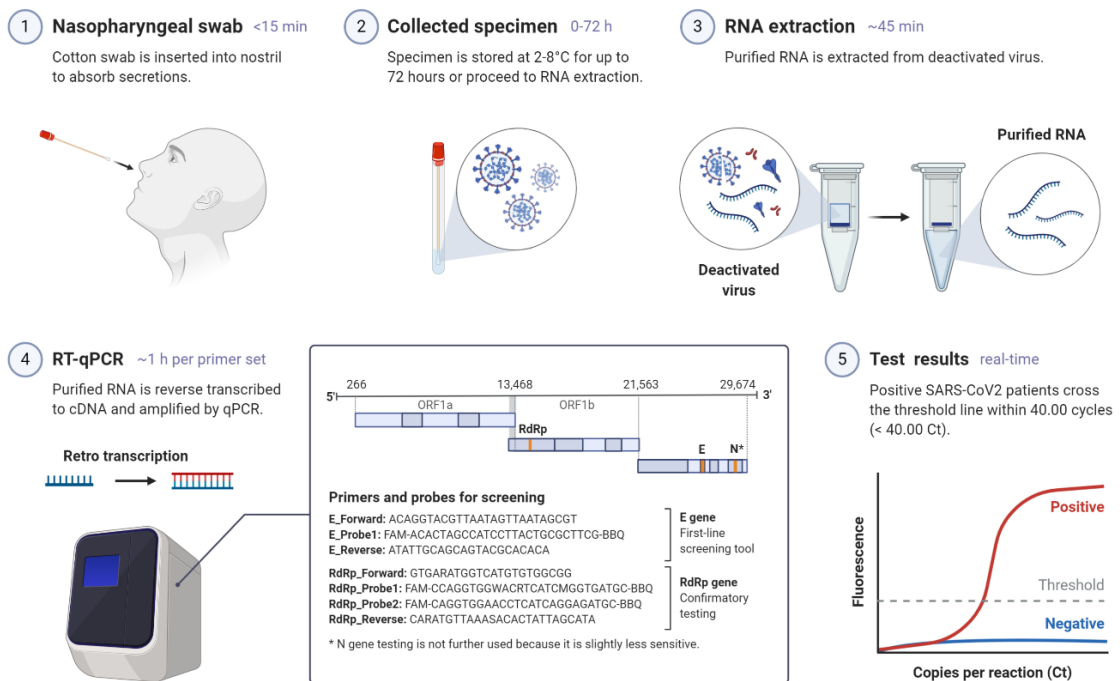 1 Nasopharyngeal swab <15 min
Cotton swab is inserted into nostril
to absorb secretions.
2 Collected specimen 0-72 h
Specimen is stored at 2-8°C for up to
72 hours or proceed to RNA extraction.
3 RNA extraction ~45 min
Purified RNA is extracted from deactivated virus.
Purified RNA
Deactivated
virus
4 RT-qPCR ~1 h per primer set
Purified RNA is reverse transcribed
to cDNA and amplified by qPCR.
Retro transcription
266 13,468 21,563 29,674
5' 3'
ORF1a ORF1b
RdRp
E N*
Primers and probes for screening
E_Forward: ACAGGTACGTTAATAGTTAATAGCGT
E_Probe1: FAM-ACACTAGCCATCCTTACTGCGCTTCG-BBQ
E_Reverse: ATATTGCAGCAGTACGCACACA
E gene
First-line
screening tool
RdRp_Forward: GTGARATGGTCATGTGTGGCGG
RdRp_Probe1: FAM-CCAGGTGGWACRTCATCMGGTGATGC-BBQ
RdRp_Probe2: FAM-CAGGTGGAACCTCATCAGGAGATGC-BBQ
RdRp_Reverse: CARATGTTAAASACACTATTAGCATA
RdRp gene
Confirmatory
testing
* N gene testing is not further used because it is slightly less sensitive.
5 Test results real-time
Positive SARS-CoV2 patients cross
the threshold line within 40.00 cycles
(< 40.00 Ct).
Fluorescence
Positive
Threshold
Negative
Copies per reaction (Ct)